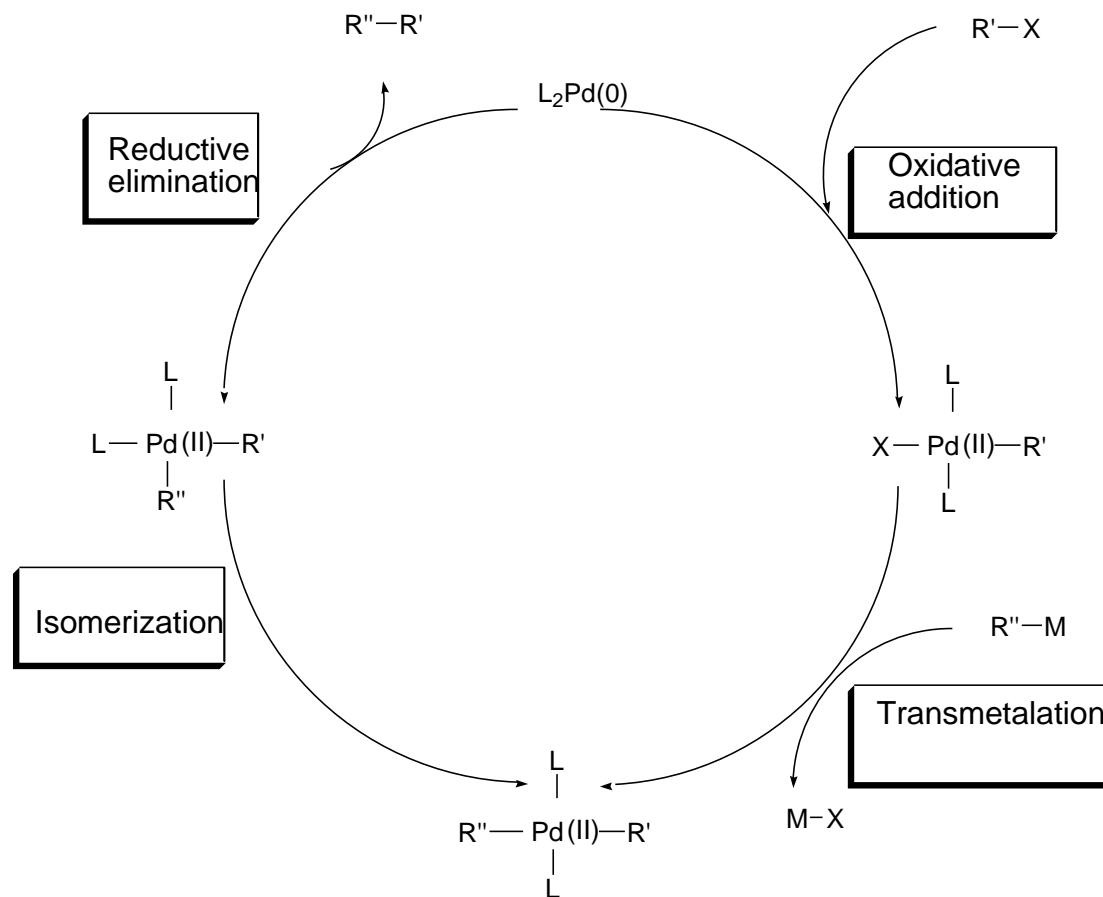 R''—R'
R'—X
L₂Pd(0)
Reductive
elimination
Oxidative
addition
L
L—Pd(II)—R'
R''
L
X—Pd(II)—R'
L
Isomerization
R''—M
Transmetalation
M–X
L
R''—Pd(II)—R'
L